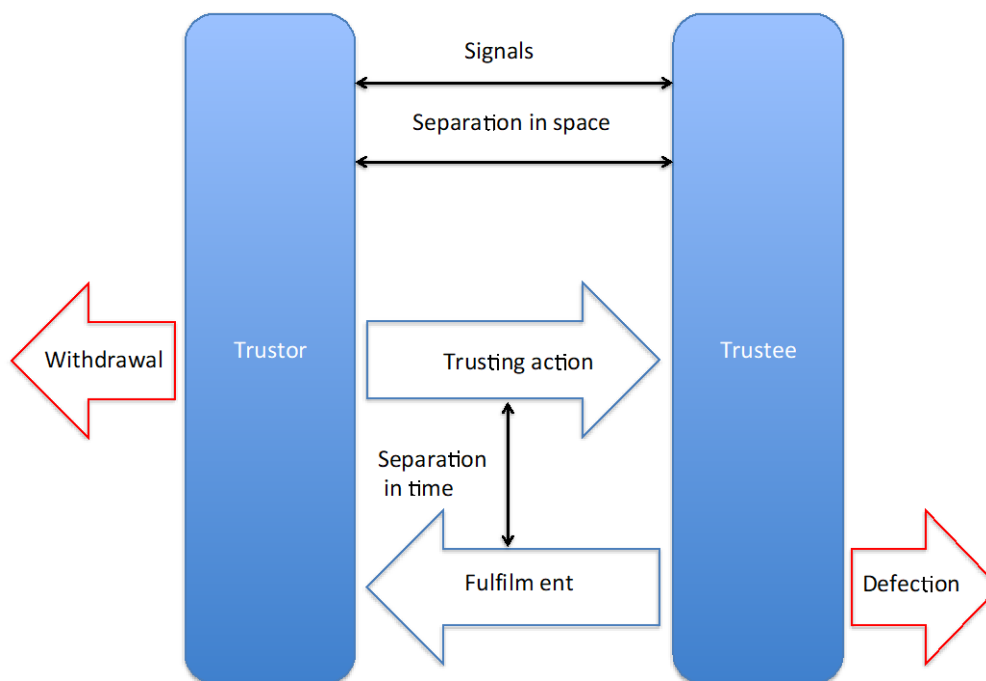 Signals
Separation in space
Withdrawal
Trustor
Trusting action
Trustee
Separation
in time
Fulfilm ent
Defection